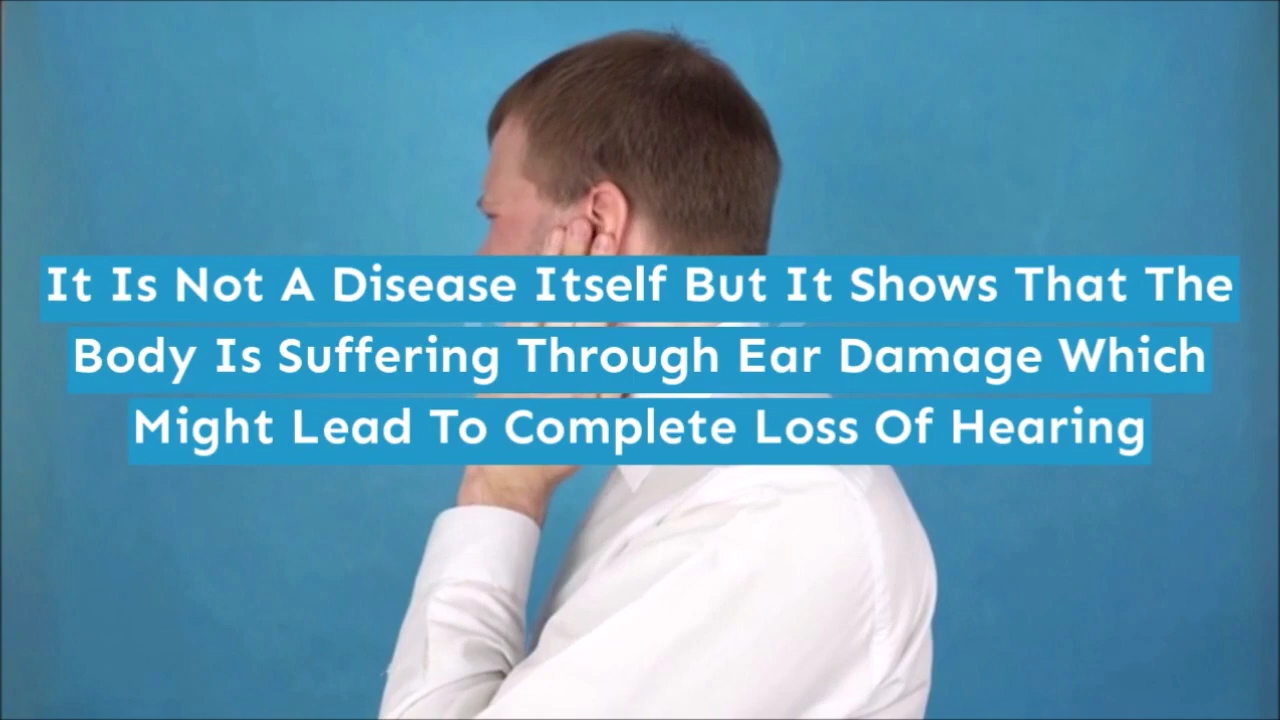 It Is Not A Disease Itself But It Shows That The
Body Is Suffering Through Ear Damage Which
Might Lead To Complete Loss Of Hearing